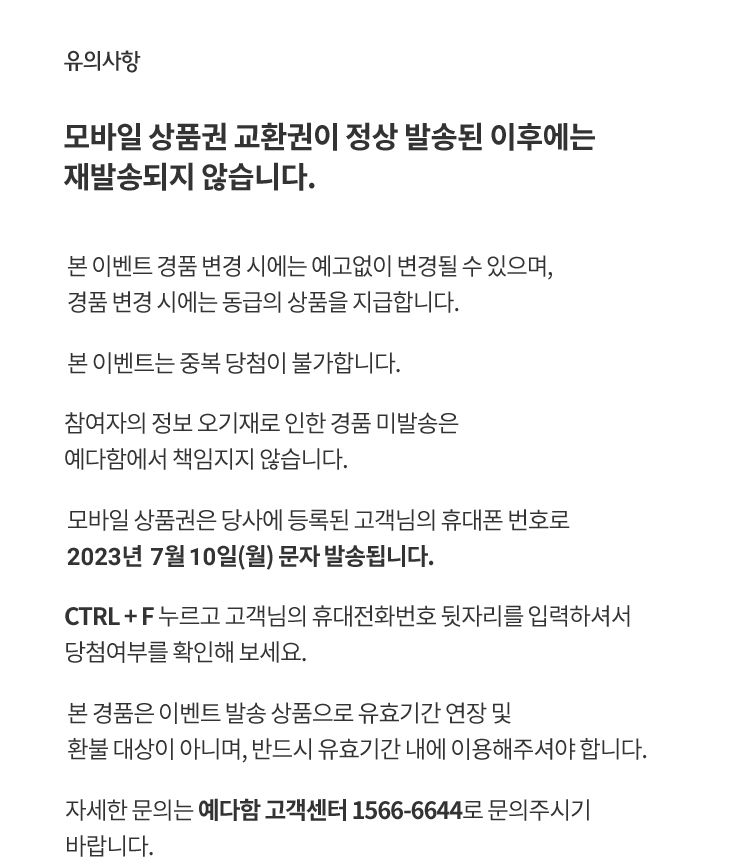 유의사항
모바일 상품권 교환권이 정상 발송된 이후에는
재발송되지 않습니다.
본 이벤트 경품 변경 시에는 예고없이 변경될 수 있으며,
경품 변경 시에는 동급의 상품을 지급합니다.
본 이벤트는 중복 당첨이 불가합니다.
참여자의 정보 오기재로 인한 경품 미발송은
예다함에서 책임지지 않습니다.
모바일 상품권은 당사에 등록된 고객님의 휴대폰 번호로
2023년 7월 10일(월) 문자 발송됩니다.
CTRL + F 누르고 고객님의 휴대전화번호 뒷자리를 입력하셔서
당첨여부를 확인해 보세요.
본 경품은 이벤트 발송 상품으로 유효기간 연장 및
환불 대상이 아니며, 반드시 유효기간 내에 이용해주셔야 합니다.
자세한 문의는 예다함 고객센터 1566-6644로 문의주시기
바랍니다.